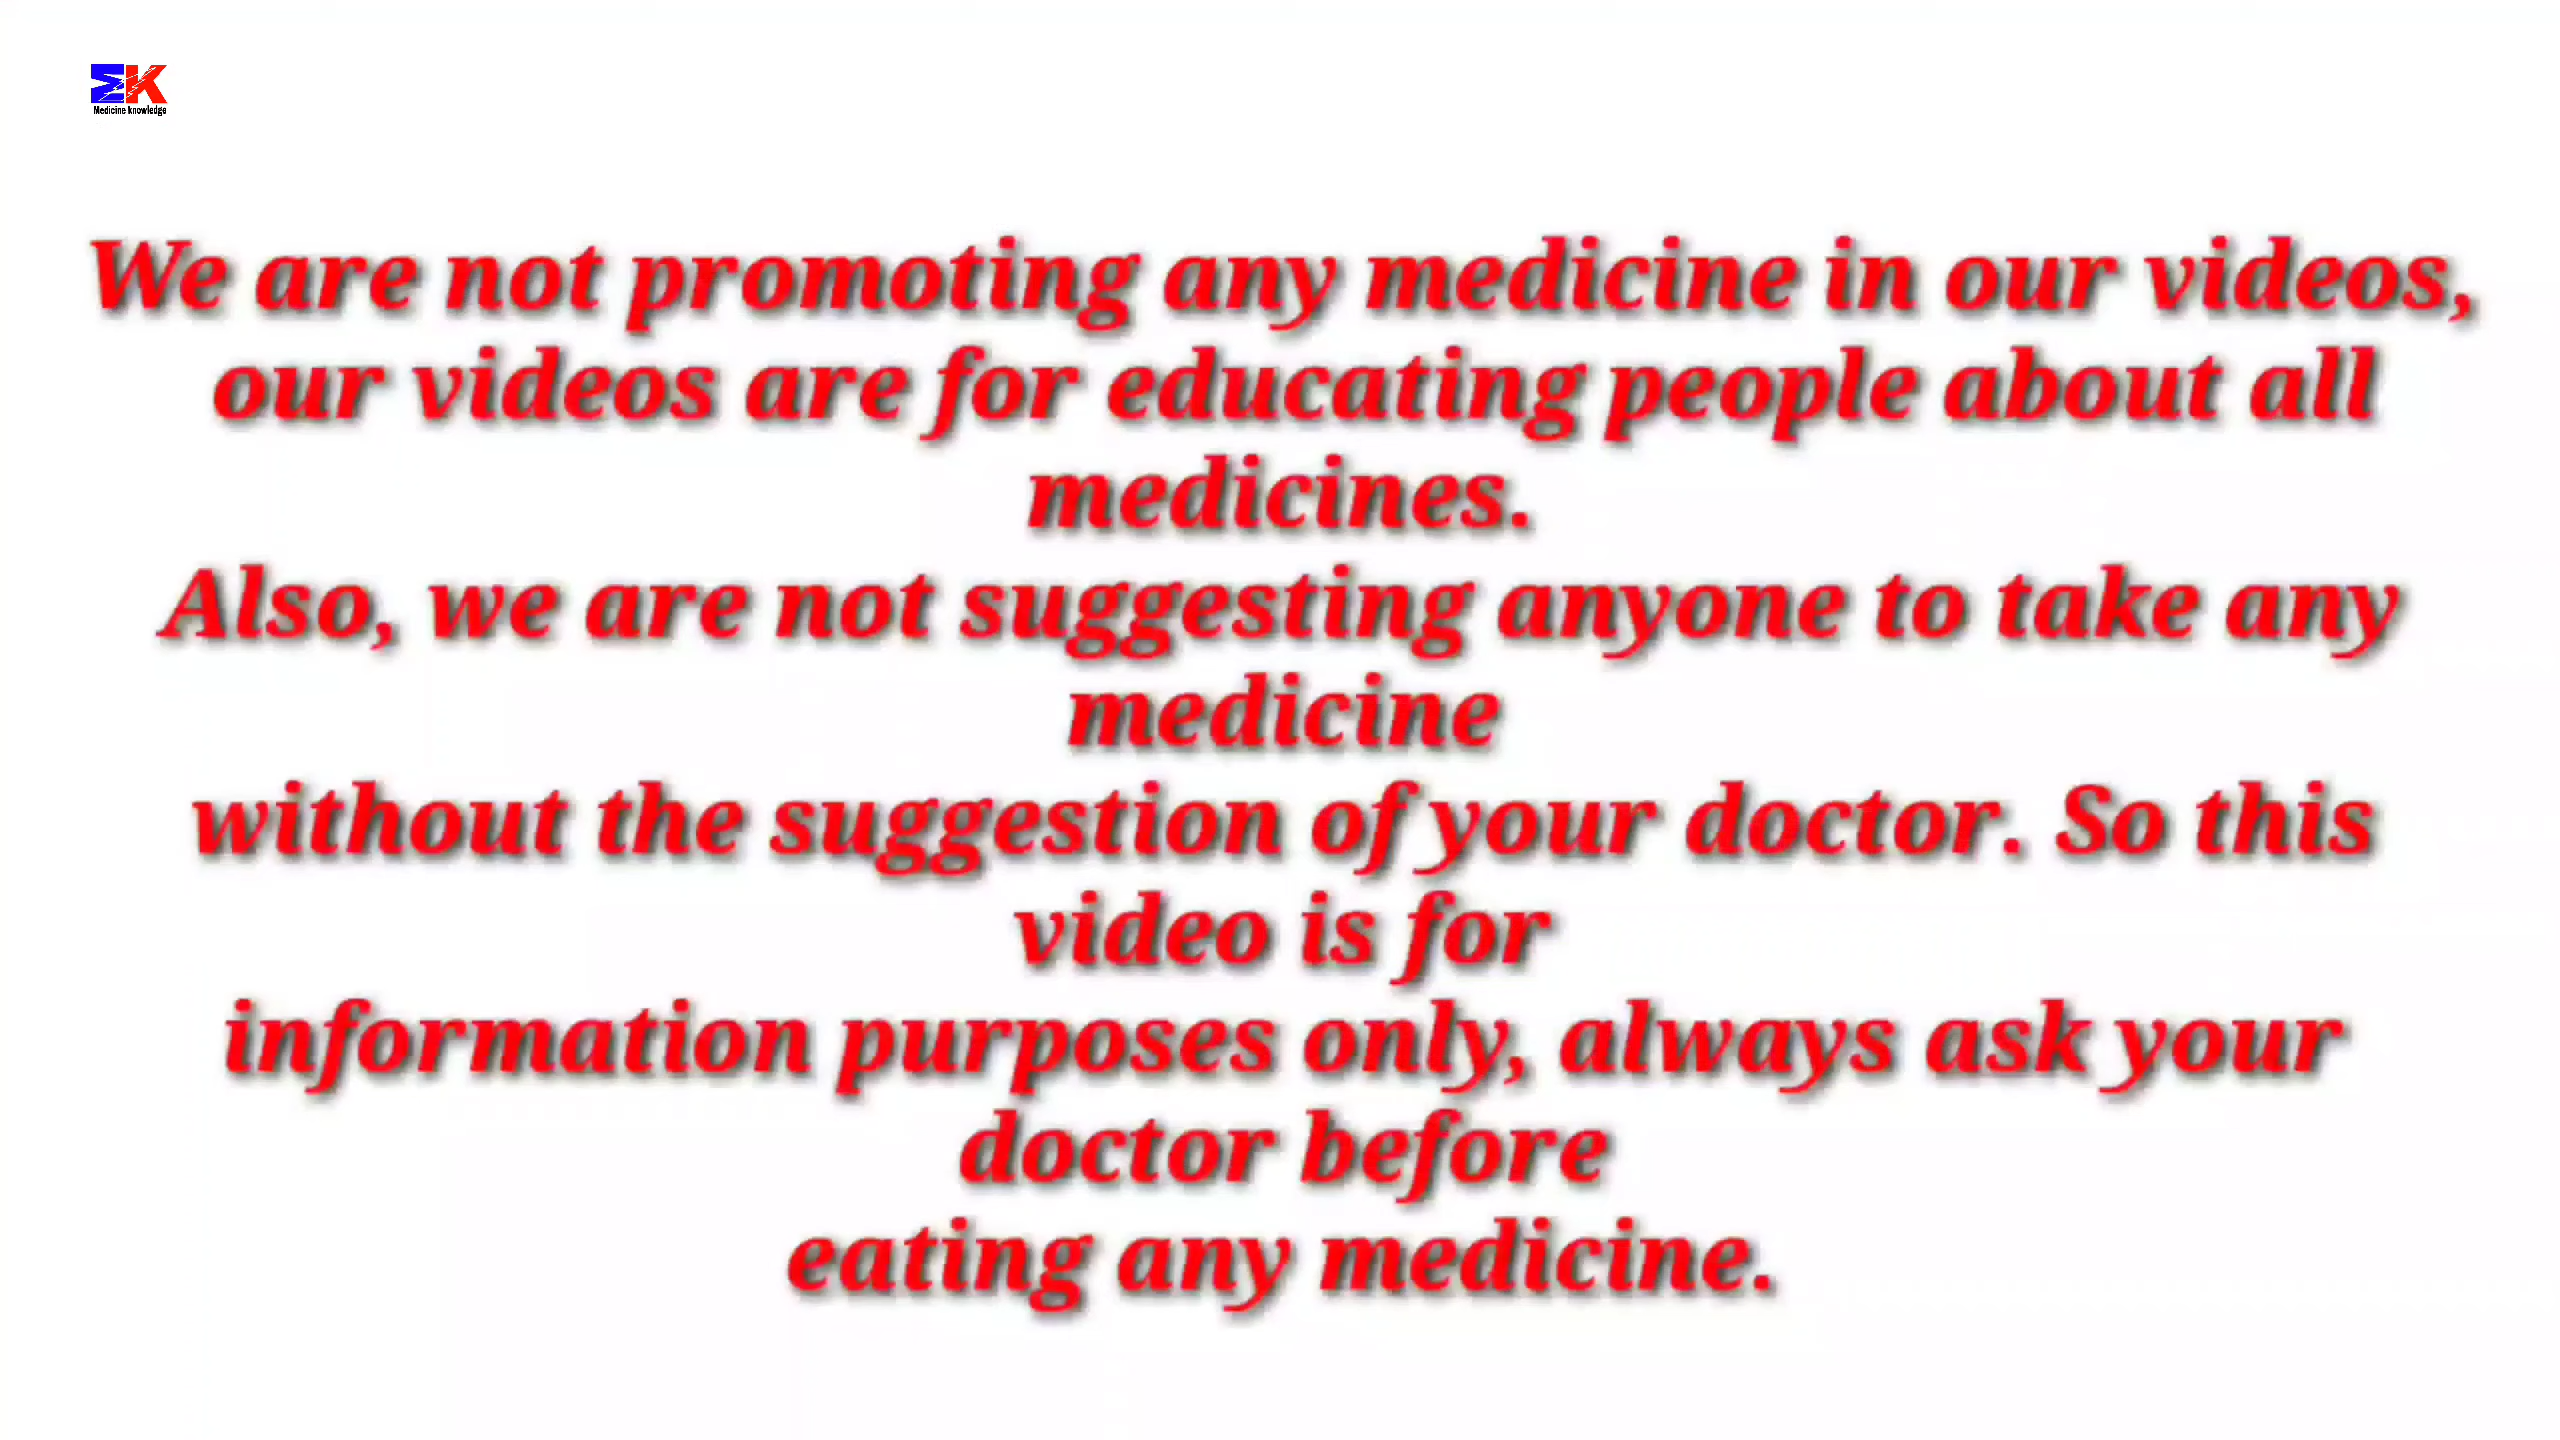 MK
Medicine knowledge
We are not promoting any medicine in our videos,
our videos are for educating people about all
medicines.
Also, we are not suggesting anyone to take any
medicine
without the suggestion of your doctor. So this
video is for
information purposes only, always ask your
doctor before
eating any medicine.